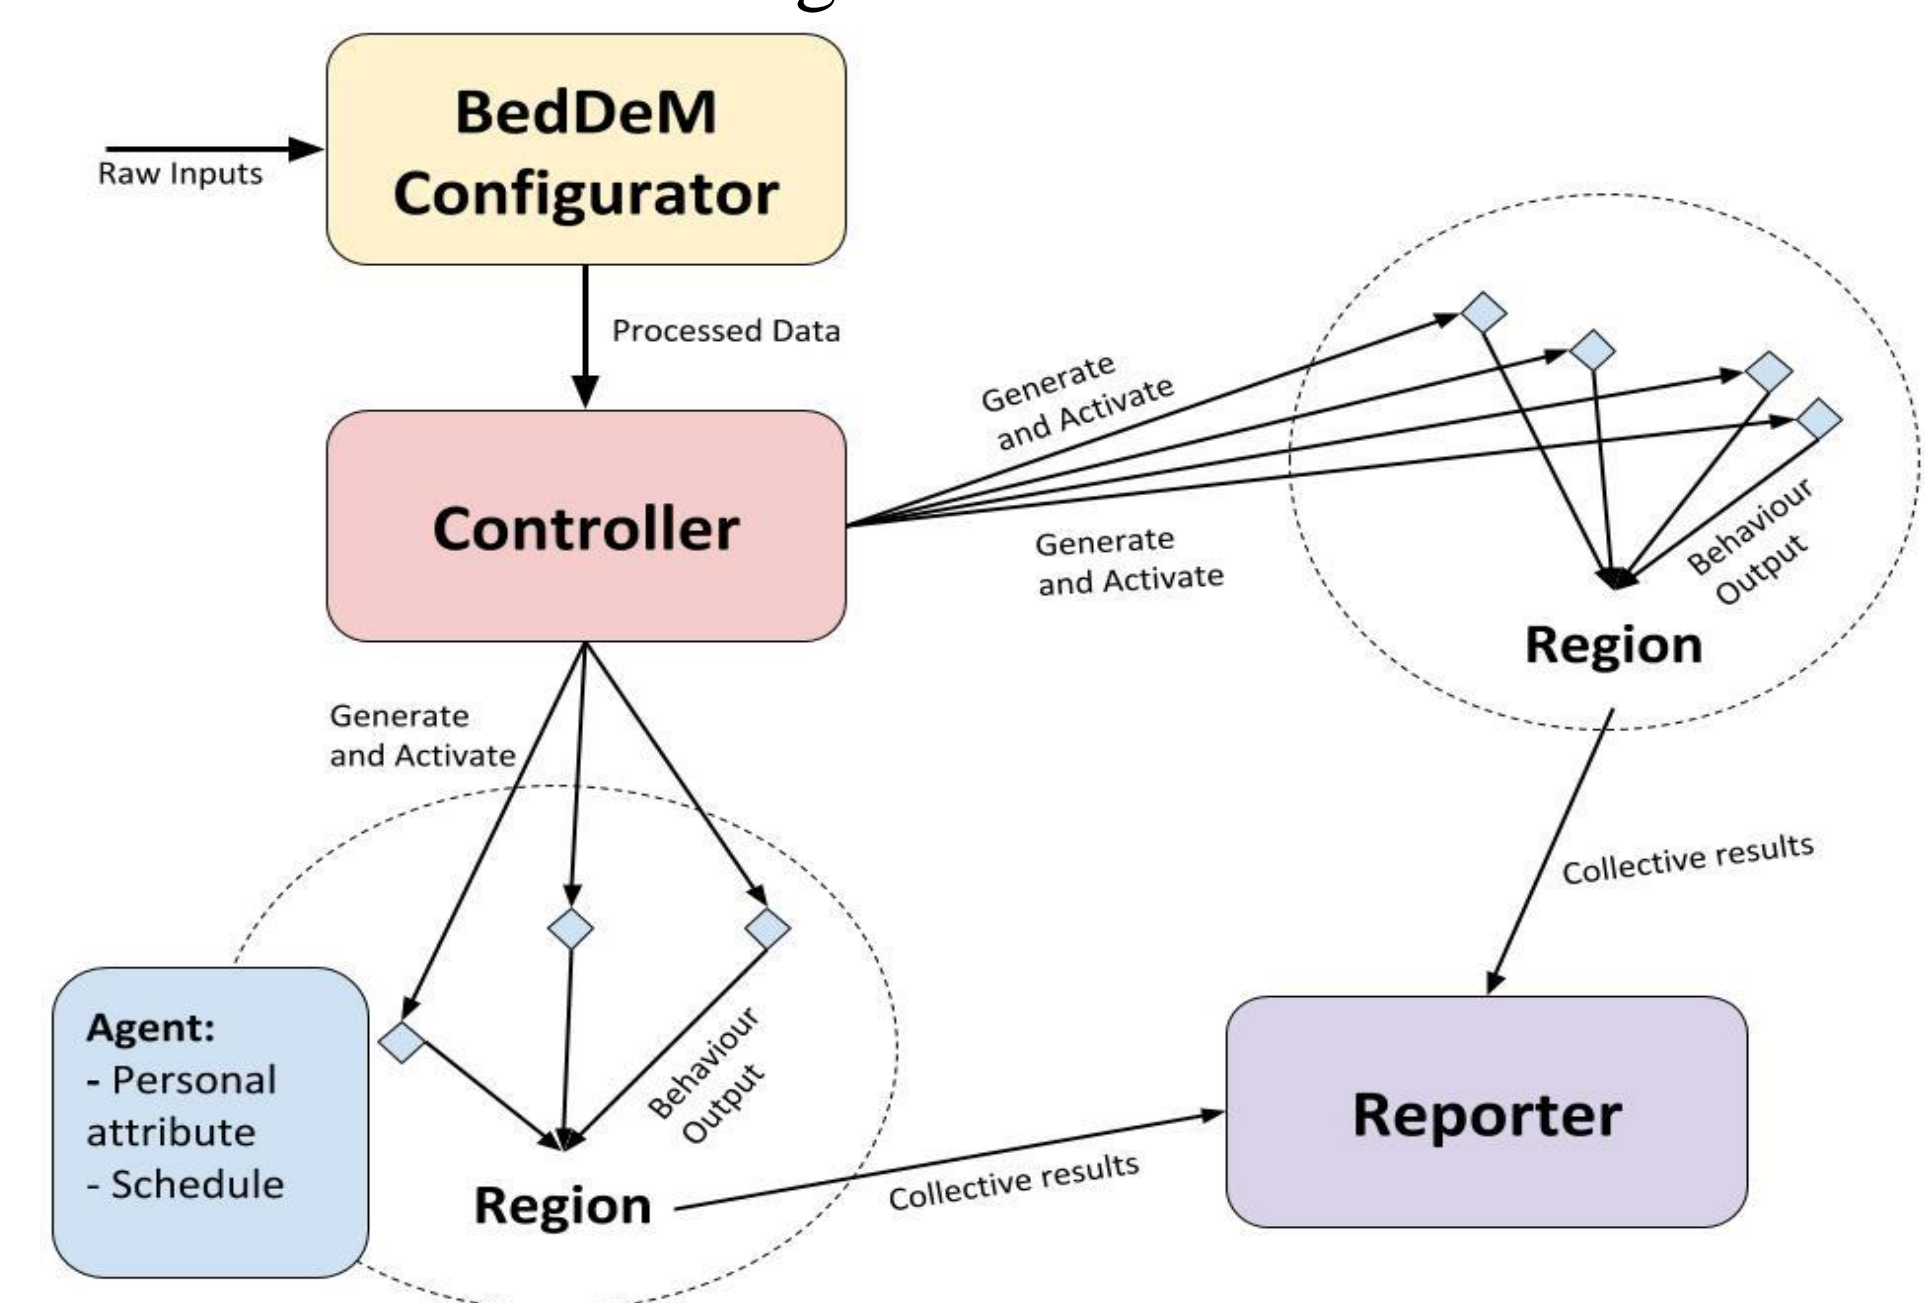 BedDeM
Configurator
Raw Inputs
Processed Data
Controller
Generate
and Activate
Generate
and Activate
Behaviour
Output
Region
Generate
and Activate
Collective results
Agent:
- Personal
attribute
- Schedule
Behaviour
Output
Region
Collective results
Reporter